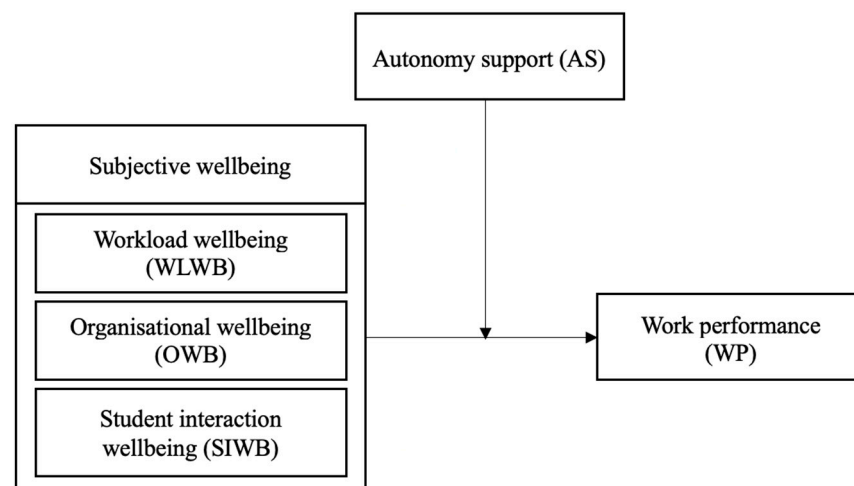 Autonomy support (AS)
Subjective wellbeing
Workload wellbeing
(WLWB)
Organisational wellbeing
(OWB)
Student interaction
wellbeing (SIWB)
Work performance
(WP)